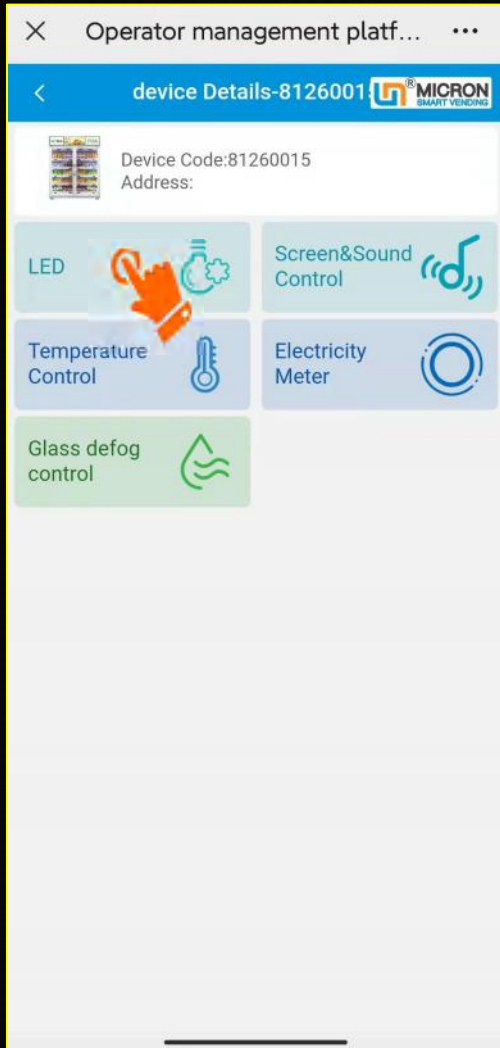 Operator management platf...
device Details-8126001
MICRON
SMART VENDING
Device Code:81260015
Address:
LED
Screen&Sound
Control
Temperature
Control
Electricity
Meter
Glass defog
control